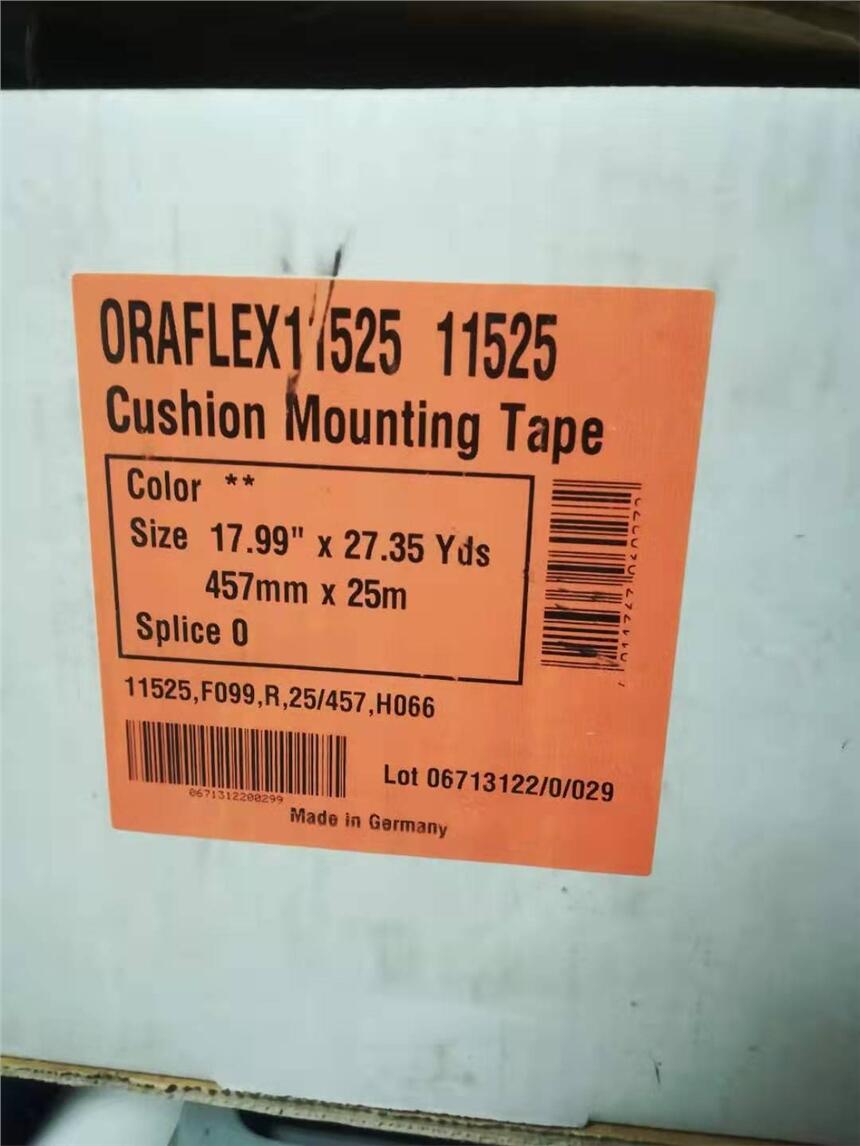 ORAFLEX11525 11525
Cushion Mounting Tape
Color **
Size 17.99" x 27.35 Yds
457mm x 25m
Splice 0
11525,F099,R,25/457,H066
0671312200299
Lot 06713122/0/029
Made in Germany